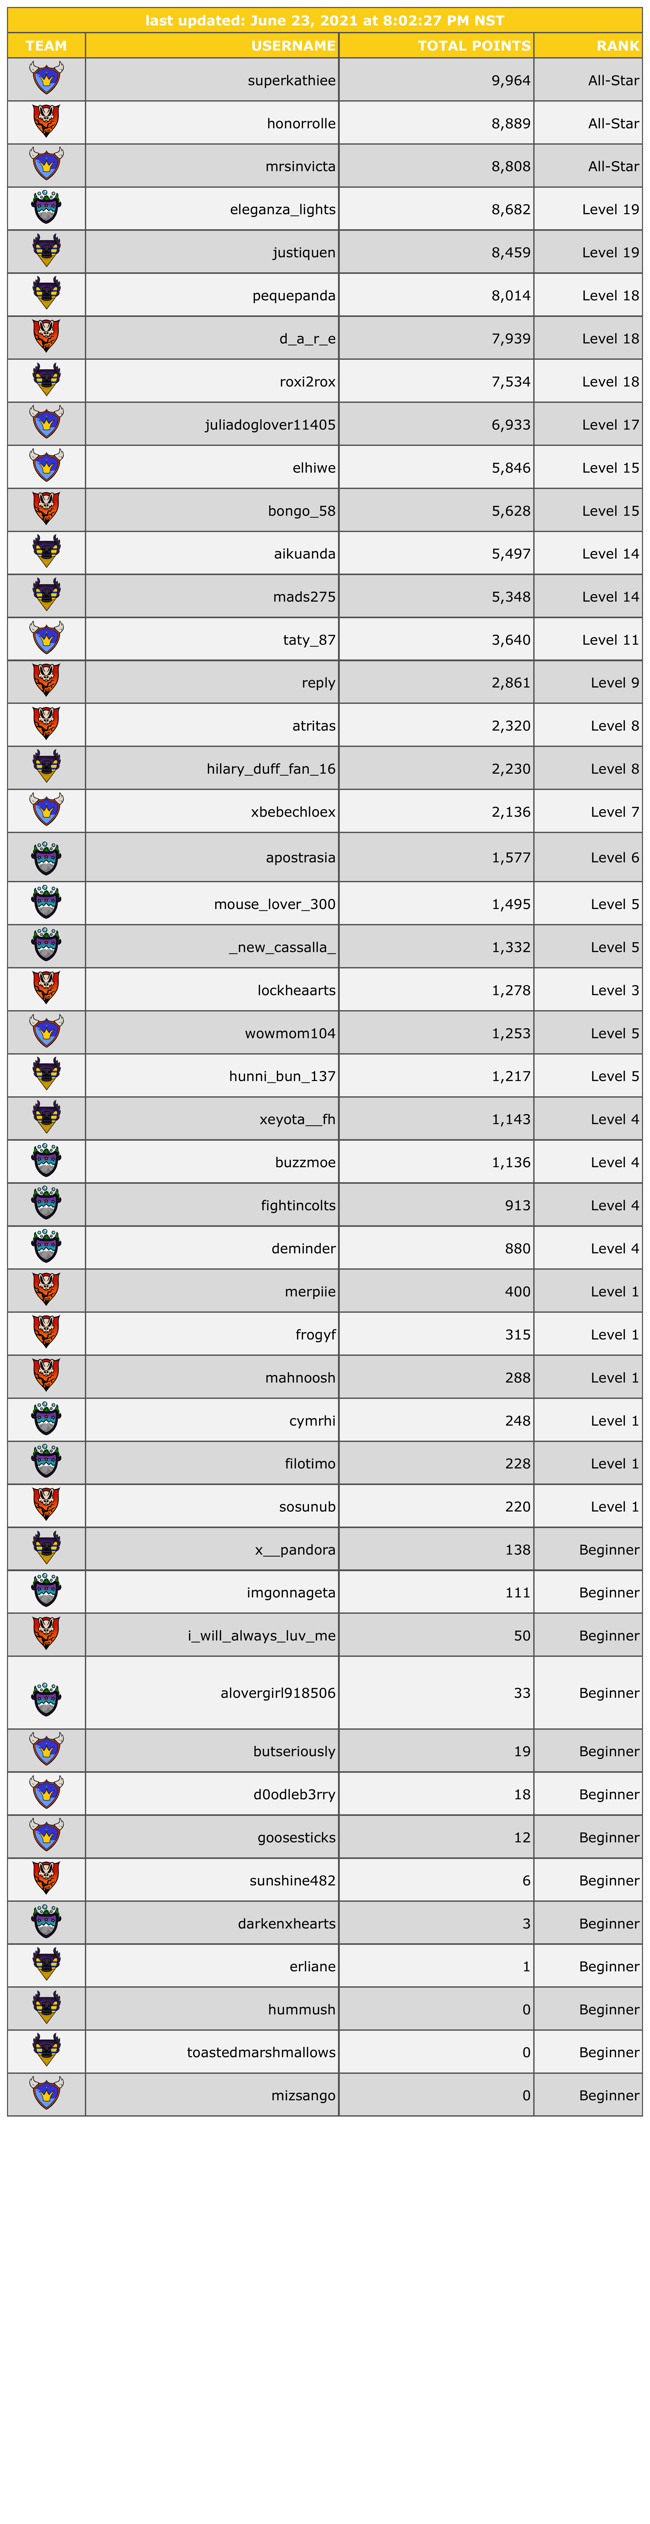 last updated: June 23, 2021 at 8:02:27 PM NST
TEAM USERNAME TOTAL POINTS RANK
superkathiee 9,964 All-Star
honorrolle 8,889 All-Star
mrsinvicta 8,808 All-Star
eleganza_lights 8,682 Level 19
justiquen 8,459 Level 19
pequepanda 8,014 Level 18
d_a_r_e 7,939 Level 18
roxi2rox 7,534 Level 18
juliadoglover11405 6,933 Level 17
elhiwe 5,846 Level 15
bongo_58 5,628 Level 15
aikuanda 5,497 Level 14
mads275 5,348 Level 14
taty_87 3,640 Level 11
reply 2,861 Level 9
atritas 2,320 Level 8
hilary_duff_fan_16 2,230 Level 8
xbebechloex 2,136 Level 7
apostrasia 1,577 Level 6
mouse_lover_300 1,495 Level 5
_new_cassalla_ 1,332 Level 5
lockheaarts 1,278 Level 3
wowmom104 1,253 Level 5
hunni_bun_137 1,217 Level 5
xeyota__fh 1,143 Level 4
buzzmoe 1,136 Level 4
fightincolts 913 Level 4
deminder 880 Level 4
merpiie 400 Level 1
frogyf 315 Level 1
mahnoosh 288 Level 1
cymrhi 248 Level 1
filotimo 228 Level 1
sosunub 220 Level 1
x__pandora 138 Beginner
imgonnageta 111 Beginner
i_will_always_luv_me 50 Beginner
alovergirl918506 33 Beginner
butseriously 19 Beginner
d0odleb3rry 18 Beginner
goosesticks 12 Beginner
sunshine482 6 Beginner
darkenxhearts 3 Beginner
erliane 1 Beginner
hummush 0 Beginner
toastedmarshmallows 0 Beginner
mizsango 0 Beginner